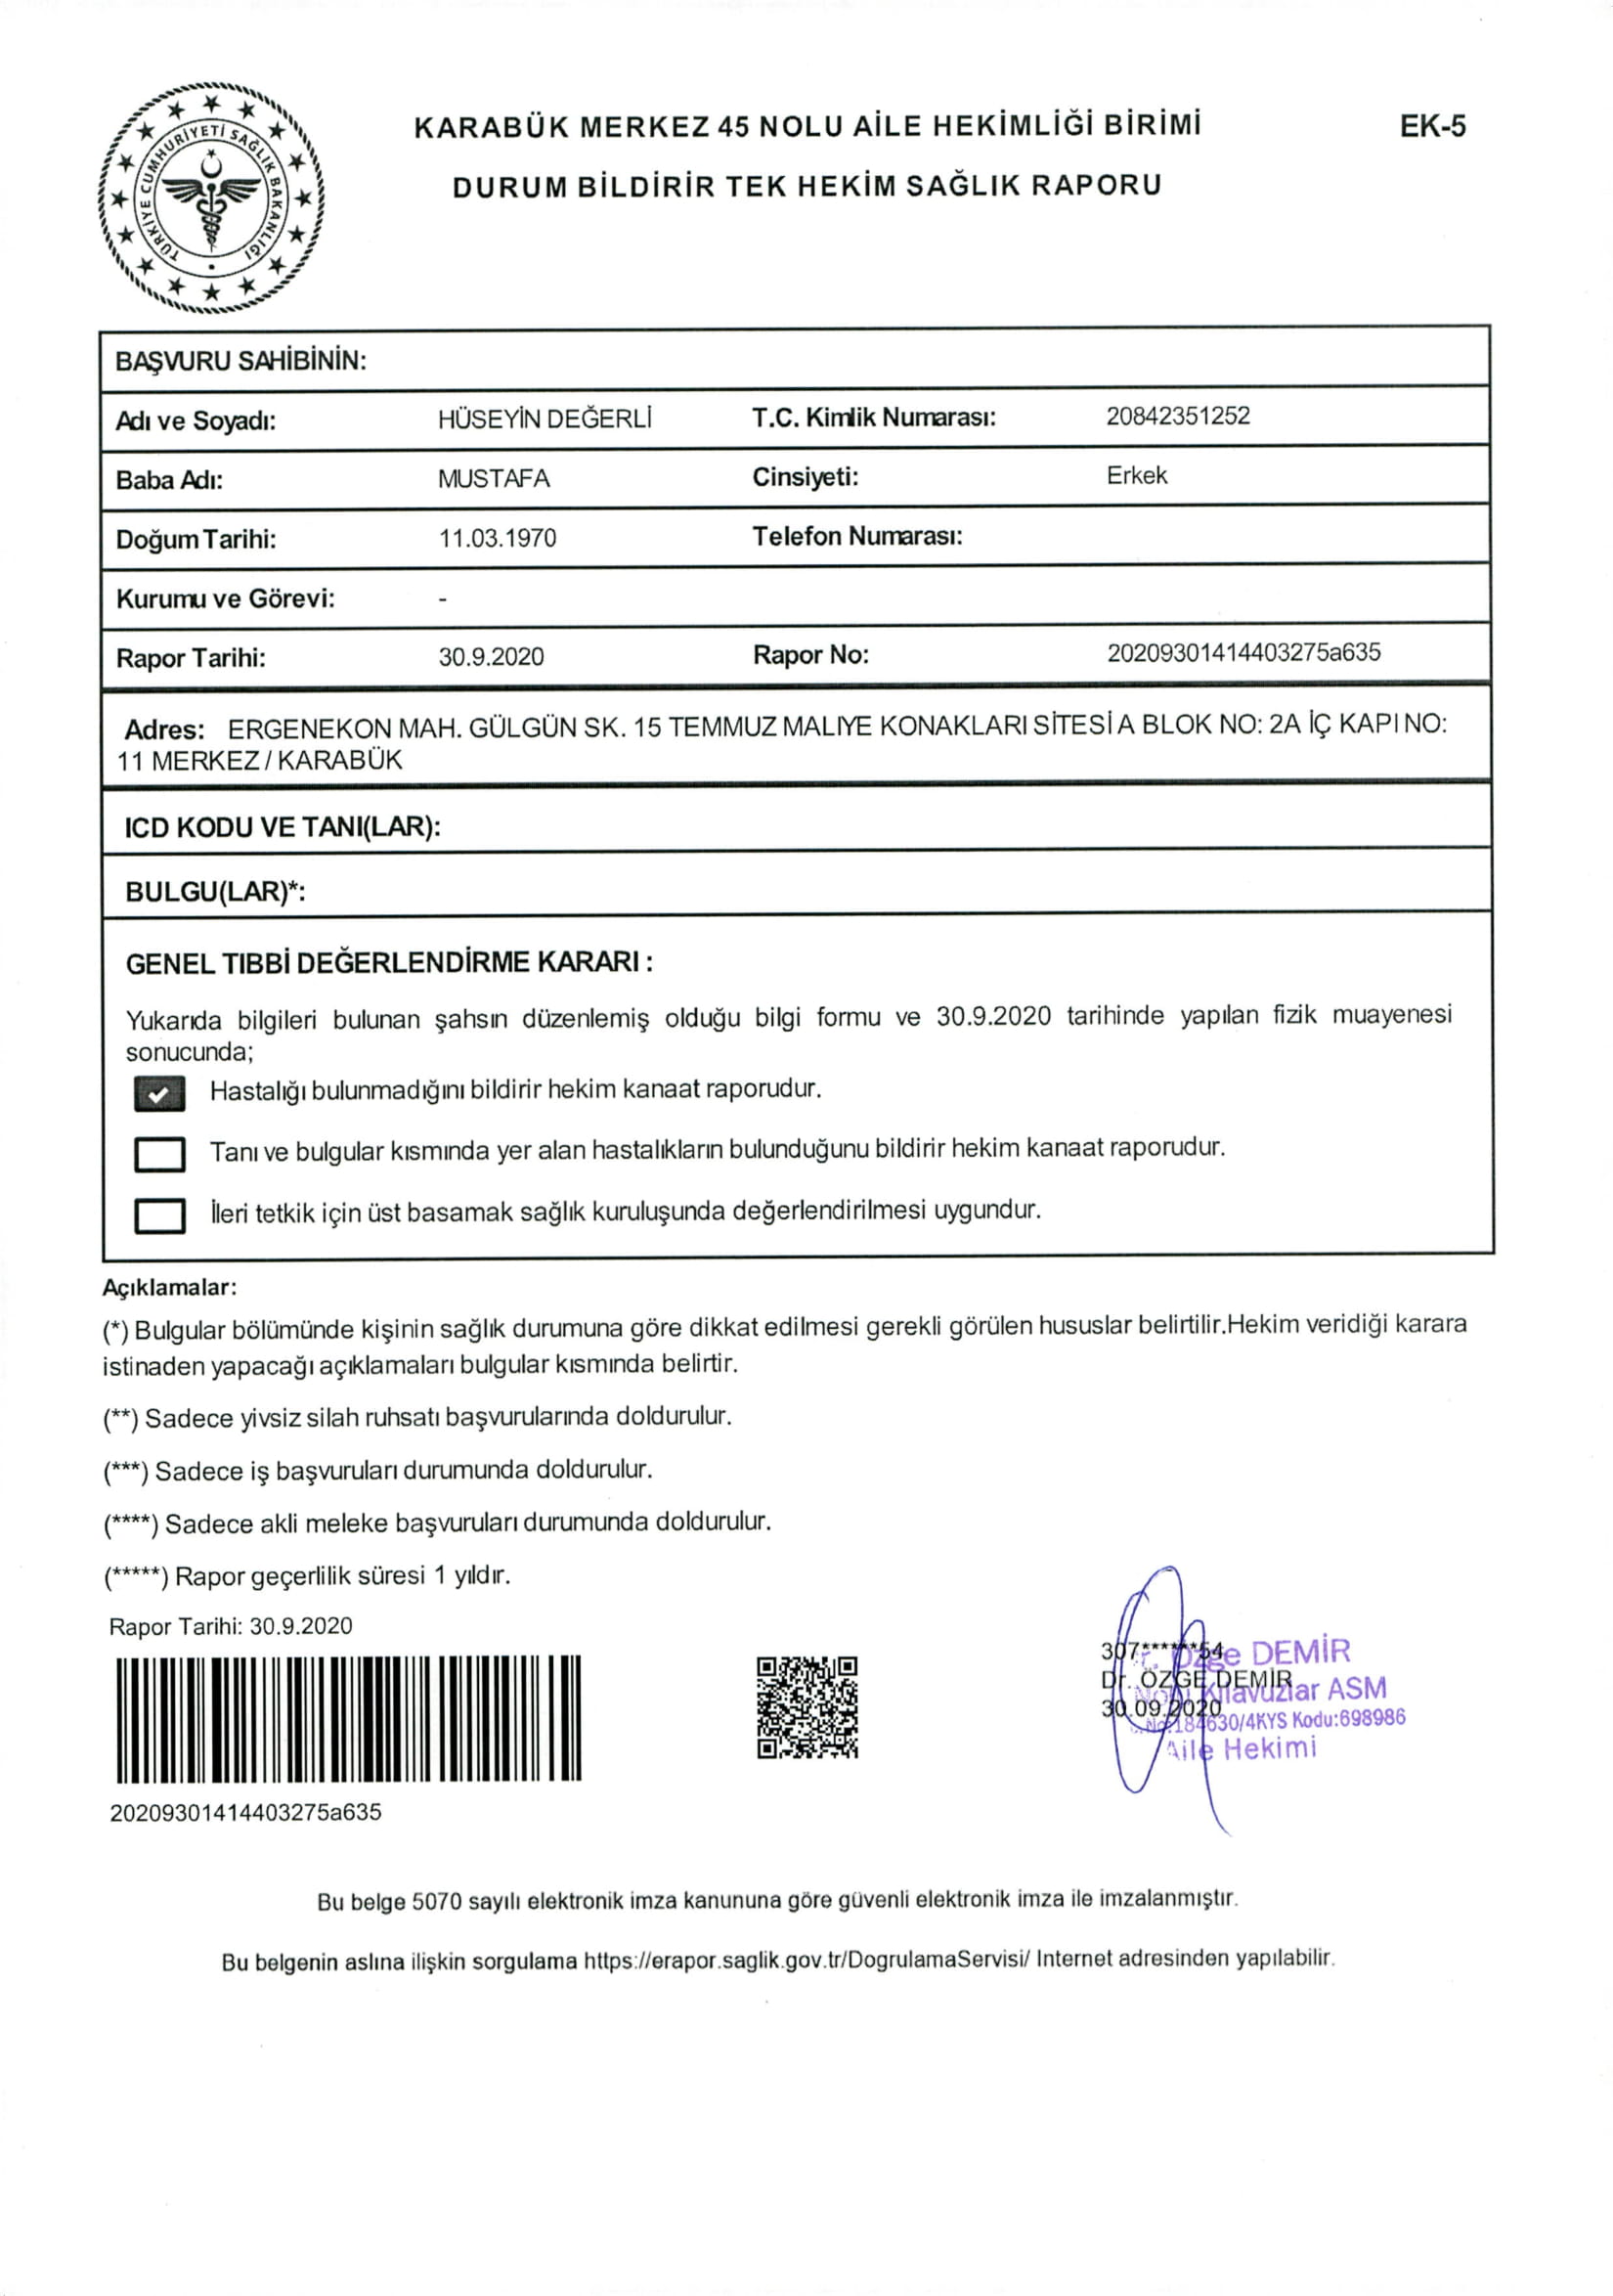 TÜRKİYE CUMHURİYETİ SAĞLIK BAKANLIĞI
KARABÜK MERKEZ 45 NOLU AİLE HEKİMLİĞİ BİRİMİ
EK-5
DURUM BİLDİRİR TEK HEKİM SAĞLIK RAPORU
BAŞVURU SAHİBİNİN:
Adı ve Soyadı: HÜSEYİN DEĞERLİ T.C. Kimlik Numarası: 20842351252
Baba Adı: MUSTAFA Cinsiyeti: Erkek
Doğum Tarihi: 11.03.1970 Telefon Numarası:
Kurumu ve Görevi: -
Rapor Tarihi: 30.9.2020 Rapor No: 20209301414403275a635
Adres: ERGENEKON MAH. GÜLGÜN SK. 15 TEMMUZ MALIYE KONAKLARI SİTESİ A BLOK NO: 2A İÇ KAPI NO:
11 MERKEZ / KARABÜK
ICD KODU VE TANI(LAR):
BULGU(LAR)*:
GENEL TIBBİ DEĞERLENDİRME KARARI :
Yukarıda bilgileri bulunan şahsın düzenlemiş olduğu bilgi formu ve 30.9.2020 tarihinde yapılan fizik muayenesi
sonucunda;
Hastalığı bulunmadığını bildirir hekim kanaat raporudur.
Tanı ve bulgular kısmında yer alan hastalıkların bulunduğunu bildirir hekim kanaat raporudur.
İleri tetkik için üst basamak sağlık kuruluşunda değerlendirilmesi uygundur.
Açıklamalar:
(*) Bulgular bölümünde kişinin sağlık durumuna göre dikkat edilmesi gerekli görülen hususlar belirtilir.Hekim veridiği karara
istinaden yapacağı açıklamaları bulgular kısmında belirtir.
(**) Sadece yivsiz silah ruhsatı başvurularında doldurulur.
(***) Sadece iş başvuruları durumunda doldurulur.
(****) Sadece akli meleke başvuruları durumunda doldurulur.
(*****) Rapor geçerlilik süresi 1 yıldır.
Rapor Tarihi: 30.9.2020
307******54
Dr. ÖZGE DEMİR
30.09.2020
Özge DEMİR
Kılavuzlar ASM
No:184630/4KYS Kodu:698986
Aile Hekimi
20209301414403275a635
Bu belge 5070 sayılı elektronik imza kanununa göre güvenli elektronik imza ile imzalanmıştır.
Bu belgenin aslına ilişkin sorgulama https://erapor.saglik.gov.tr/DogrulamaServisi/ Internet adresinden yapılabilir.